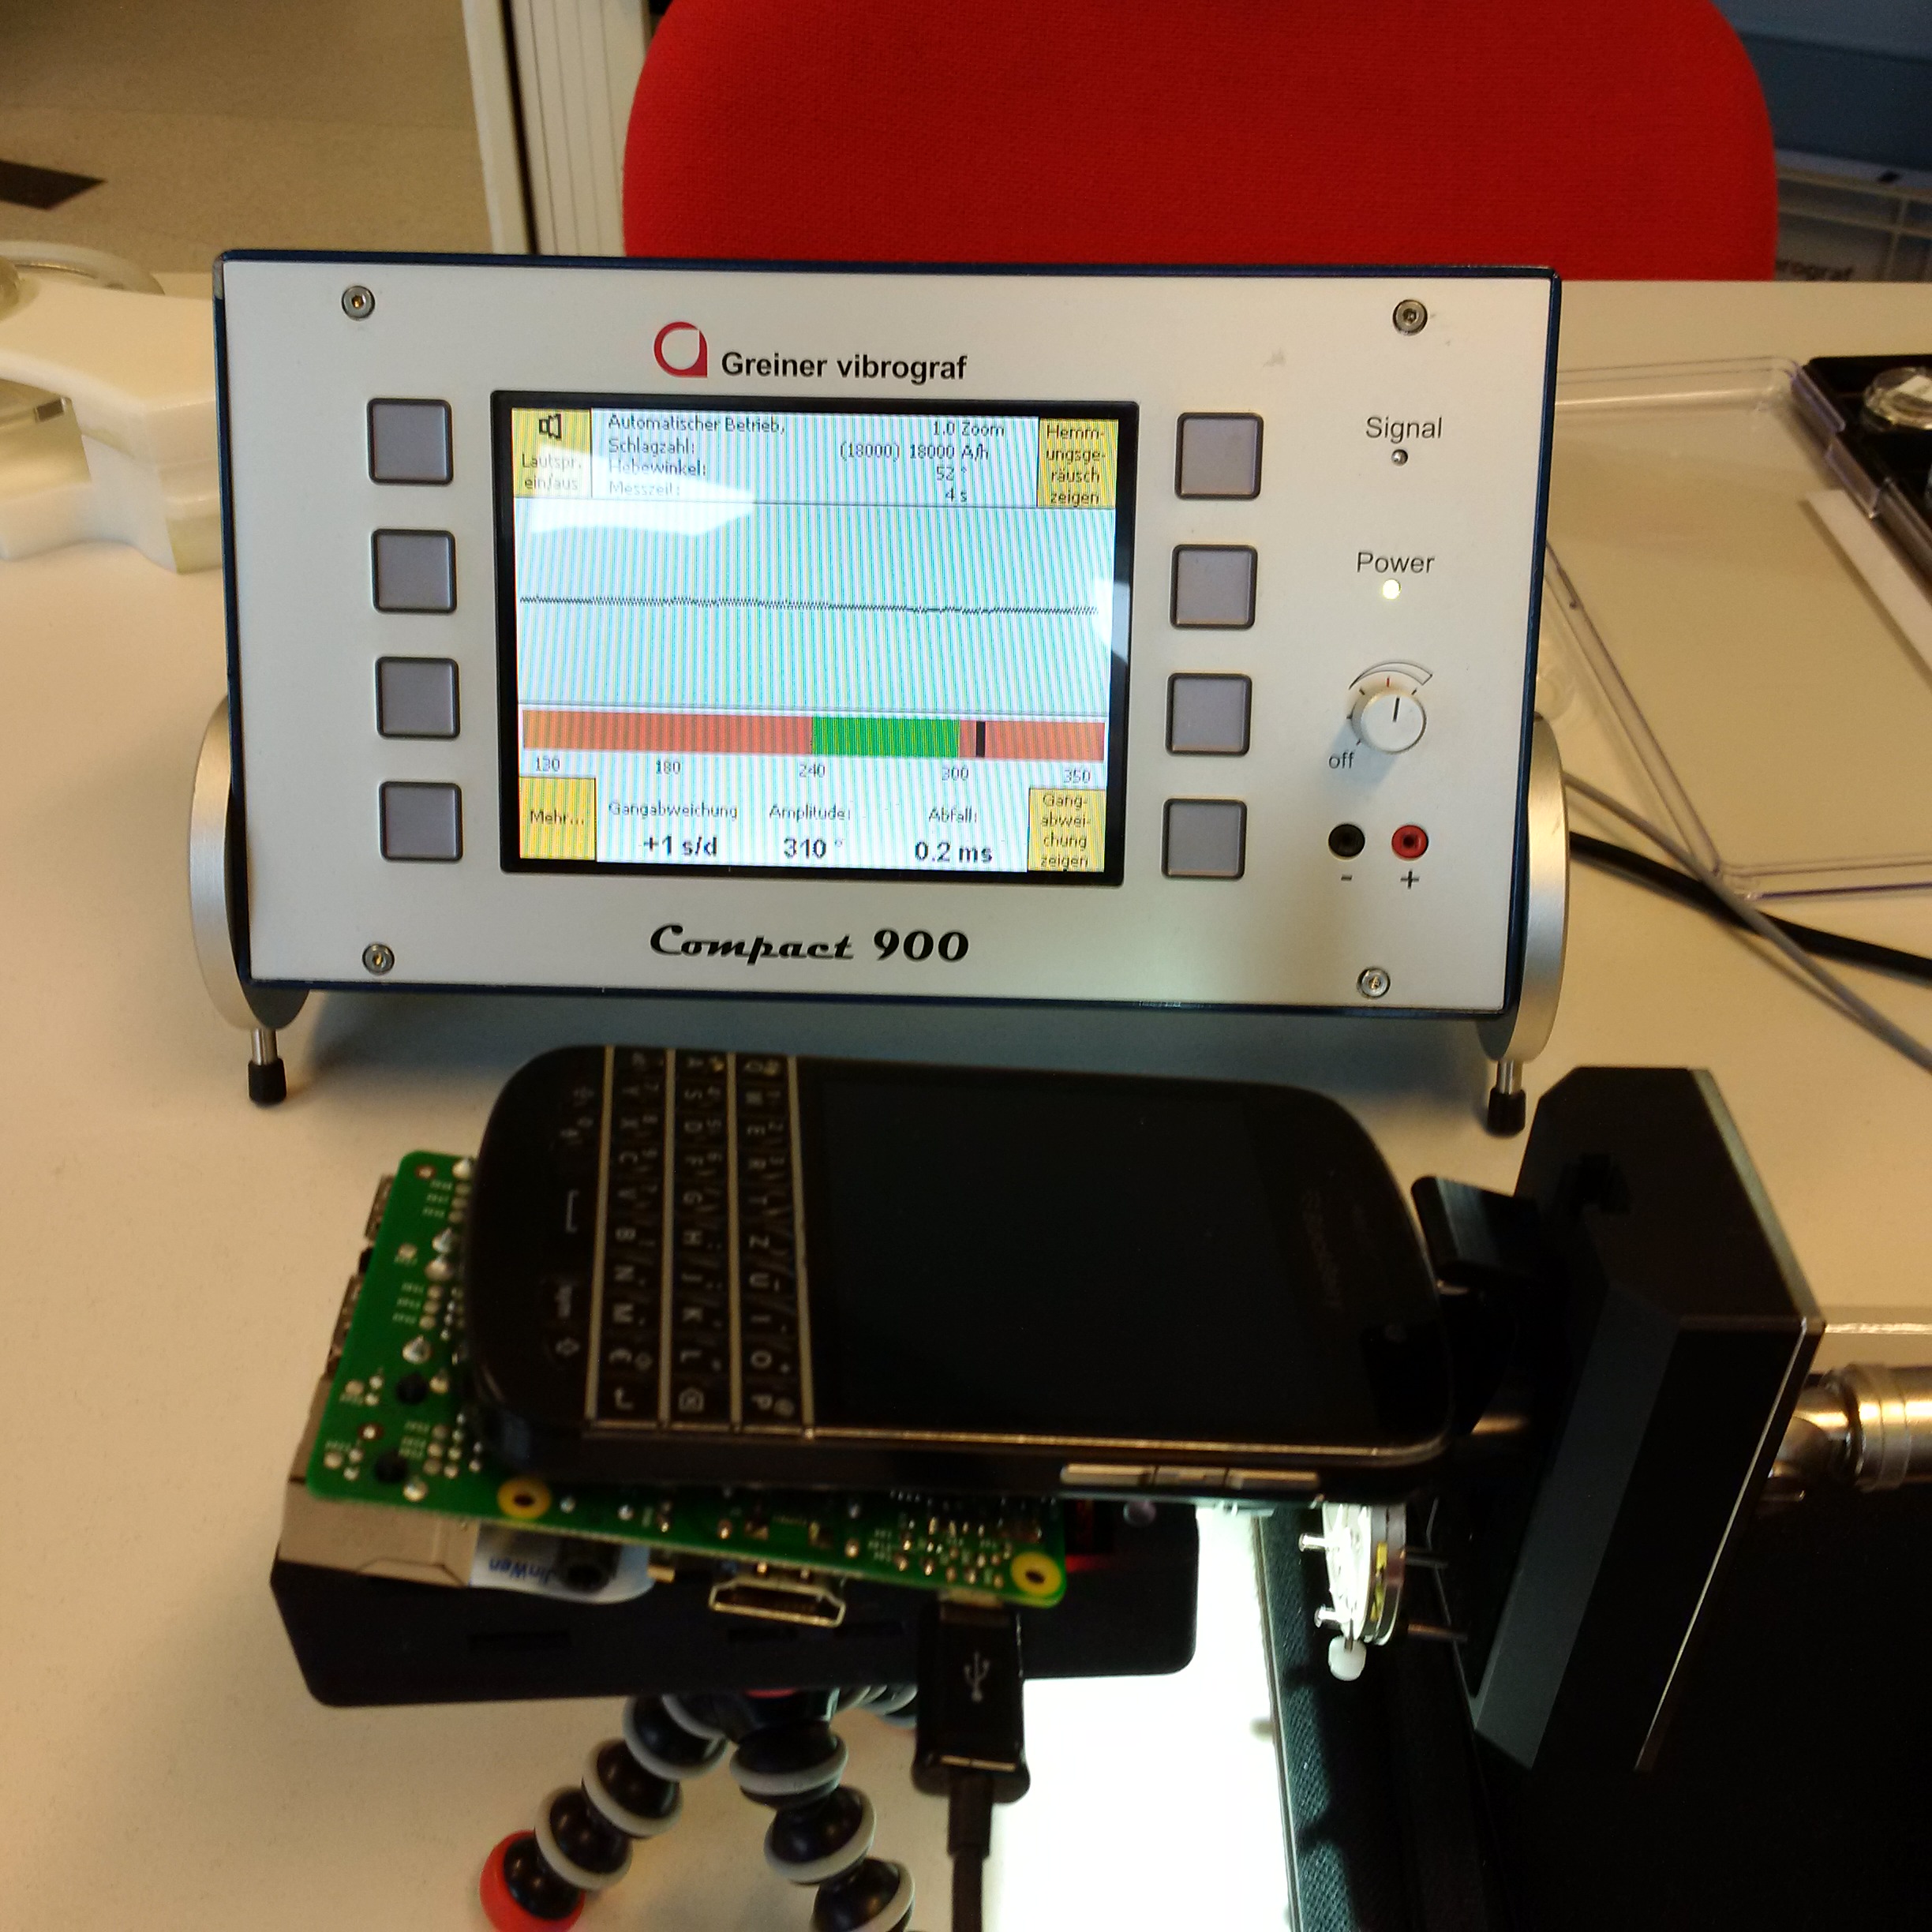 Greiner vibrograf
Lautspr.
ein/aus
Automatischer Betrieb, 1.0 Zoom
Schlagzahl: (18000) 18000 A/h
Hebewinkel: 52 °
Messzeit: 4 s
Hemm-
ungsge-
räusch
zeigen
130 180 240 300 350
Mehr...
Gangabweichung Amplitude: Abfall:
+1 s/d 310 ° 0.2 ms
Gang-
abwei-
chung
zeigen
Compact 900
Signal
Power
off
- +
Q W E R T Z U I O P
A S D F G H J K L
Y X C V B N M €
JinWen